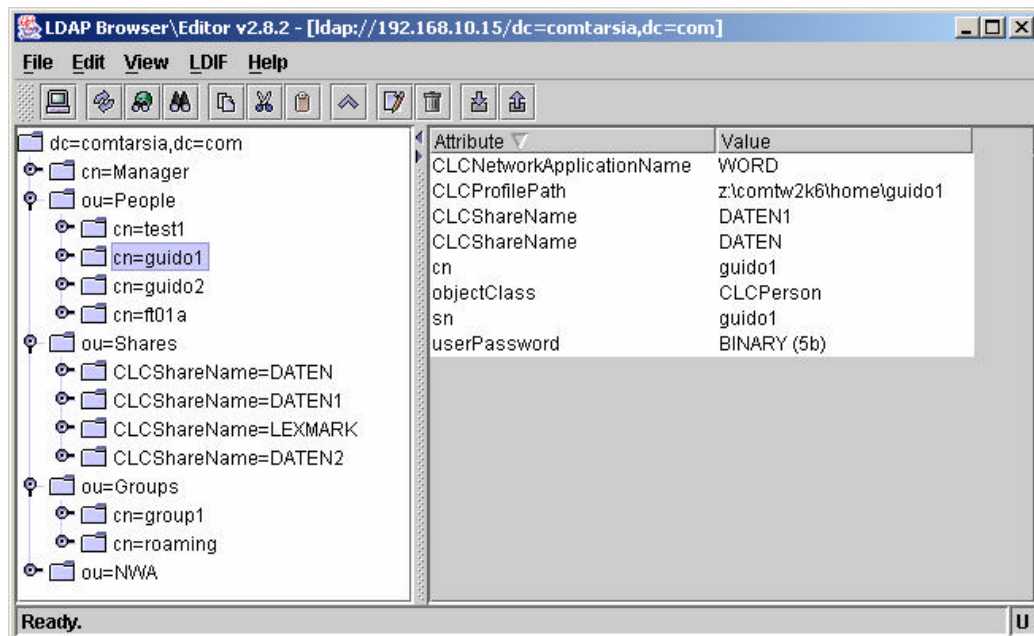 LDAP Browser\Editor v2.8.2 - [ldap://192.168.10.15/dc=comtarsia,dc=com]
File Edit View LDIF Help
dc=comtarsia,dc=com
cn=Manager
ou=People
cn=test1
cn=guido1
cn=guido2
cn=ft01a
ou=Shares
CLCShareName=DATEN
CLCShareName=DATEN1
CLCShareName=LEXMARK
CLCShareName=DATEN2
ou=Groups
cn=group1
cn=roaming
ou=NWA
Attribute Value
CLCNetworkApplicationName WORD
CLCProfilePath z:\comtw2k6\home\guido1
CLCShareName DATEN1
CLCShareName DATEN
cn guido1
objectClass CLCPerson
sn guido1
userPassword BINARY (5b)
Ready. U